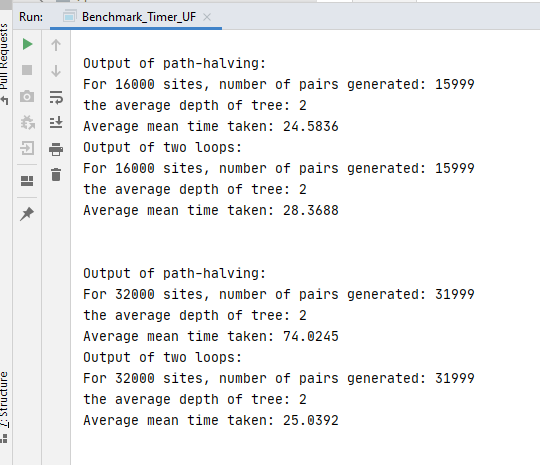 Run: Benchmark_Timer_UF
Pull Requests
Output of path-halving:
For 16000 sites, number of pairs generated: 15999
the average depth of tree: 2
Average mean time taken: 24.5836
Output of two loops:
For 16000 sites, number of pairs generated: 15999
the average depth of tree: 2
Average mean time taken: 28.3688
Output of path-halving:
For 32000 sites, number of pairs generated: 31999
the average depth of tree: 2
Average mean time taken: 74.0245
Output of two loops:
For 32000 sites, number of pairs generated: 31999
the average depth of tree: 2
Average mean time taken: 25.0392
7: Structure